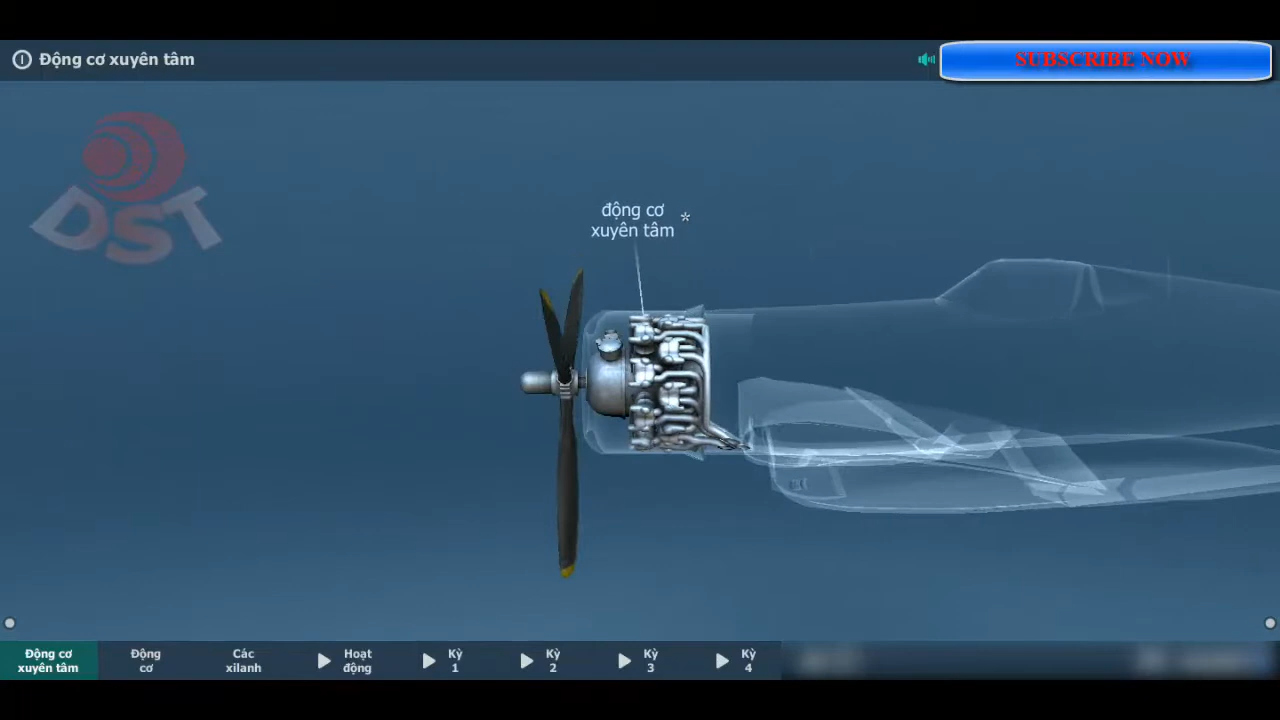 Động cơ xuyên tâm
SUBSCRIBE NOW
DST
động cơ *
xuyên tâm
Động cơ
xuyên tâm
Động
cơ
Các
xilanh
Hoạt
động
Kỳ
1
Kỳ
2
Kỳ
3
Kỳ
4